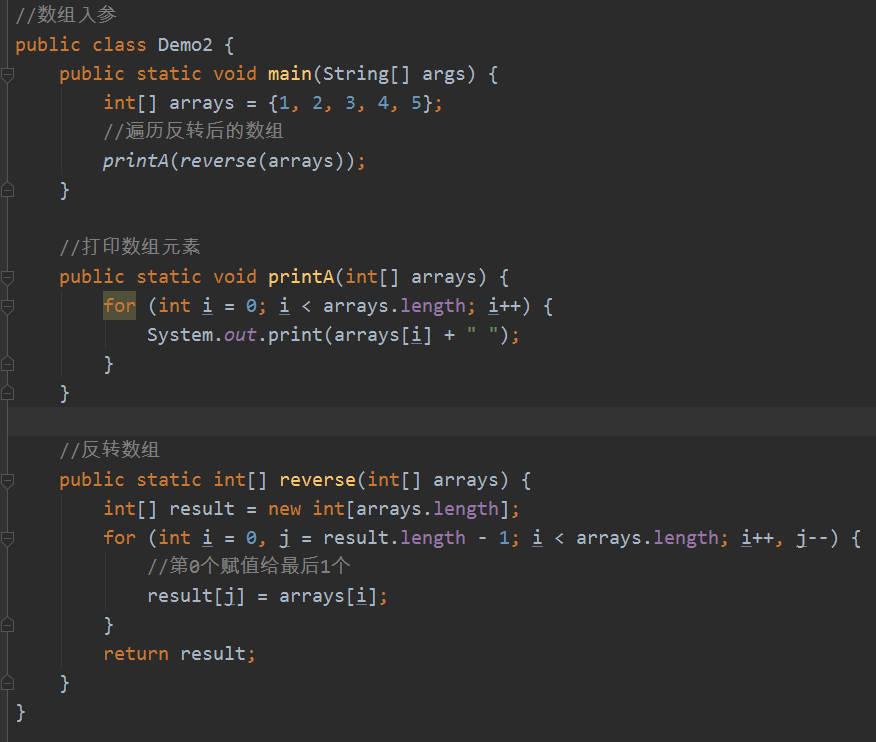 //数组入参
public class Demo2 {
    public static void main(String[] args) {
        int[] arrays = {1, 2, 3, 4, 5};
        //遍历反转后的数组
        printA(reverse(arrays));
    }

    //打印数组元素
    public static void printA(int[] arrays) {
        for (int i = 0; i < arrays.length; i++) {
            System.out.print(arrays[i] + " ");
        }
    }

    //反转数组
    public static int[] reverse(int[] arrays) {
        int[] result = new int[arrays.length];
        for (int i = 0, j = result.length - 1; i < arrays.length; i++, j--) {
            //第0个赋值给最后1个
            result[j] = arrays[i];
        }
        return result;
    }
}